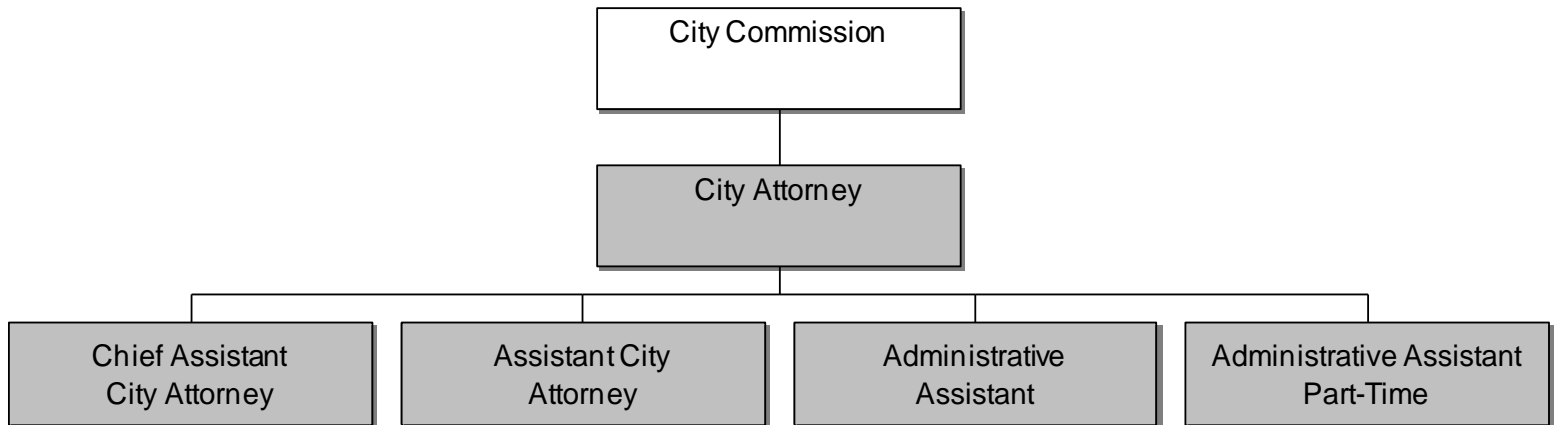 City Commission
City Attorney
Chief Assistant
City Attorney
Assistant City
Attorney
Administrative
Assistant
Administrative Assistant
Part-Time